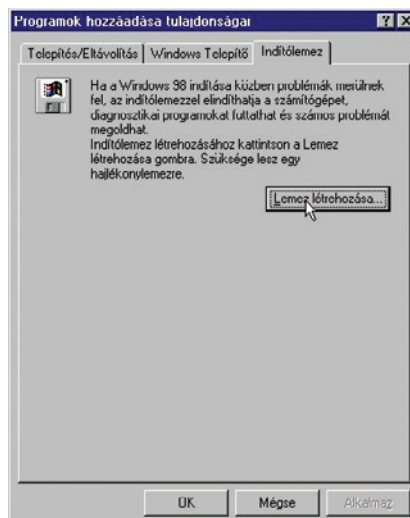 Programok hozzáadása tulajdonságai
Telepítés/Eltávolítás Windows Telepítő Indítólemez
Ha a Windows 98 indítása közben problémák merülnek
fel, az indítólemezzel elindíthatja a számítógépet,
diagnosztikai programokat futtathat és számos problémát
megoldhat.
Indítólemez létrehozásához kattintson a Lemez
létrehozása gombra. Szüksége lesz egy
hajlékonylemezre.
Lemez létrehozása...
OK Mégse Alkalmaz